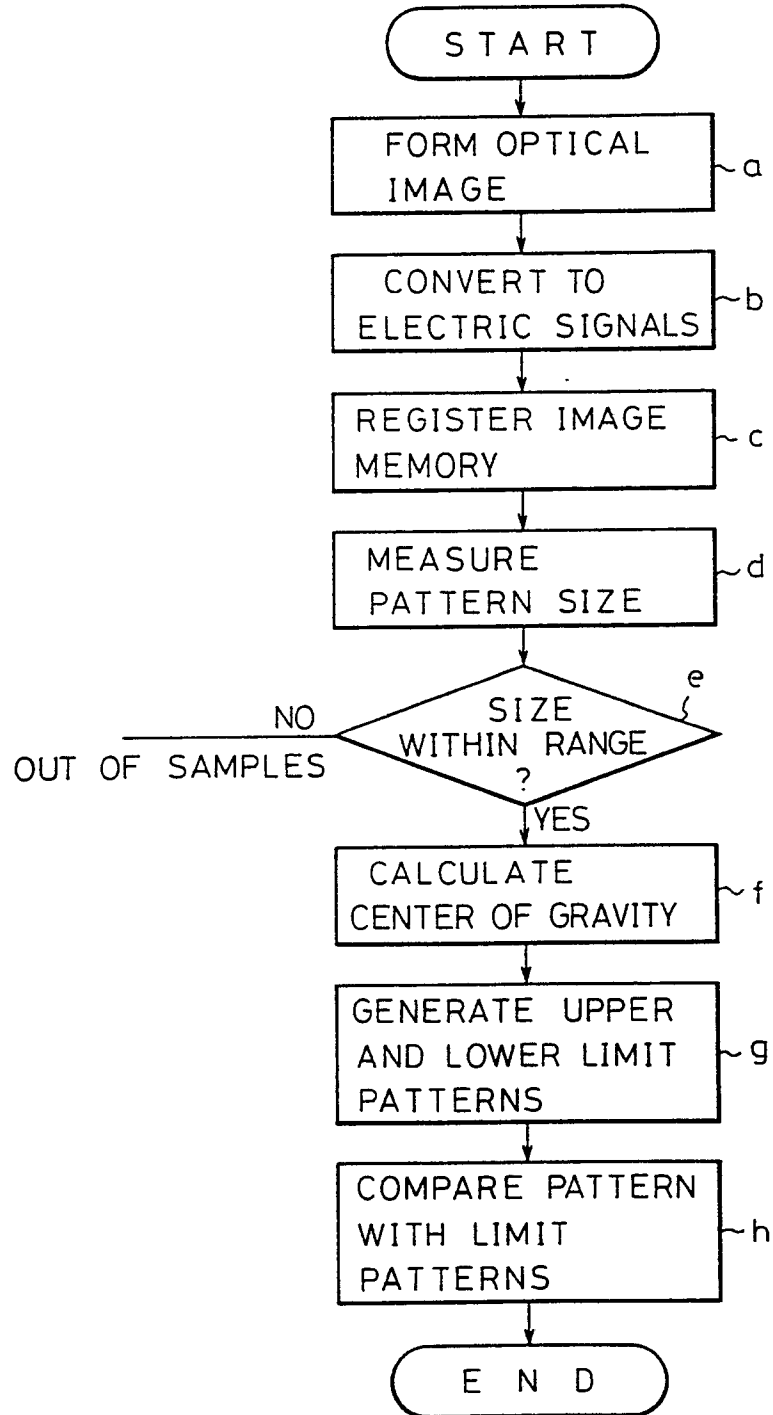 START
FORM OPTICAL
IMAGE
a
CONVERT TO
ELECTRIC SIGNALS
b
REGISTER IMAGE
MEMORY
c
MEASURE
PATTERN SIZE
d
e
SIZE
WITHIN RANGE
?
NO
OUT OF SAMPLES
YES
CALCULATE
CENTER OF GRAVITY
f
GENERATE UPPER
AND LOWER LIMIT
PATTERNS
g
COMPARE PATTERN
WITH LIMIT
PATTERNS
h
END